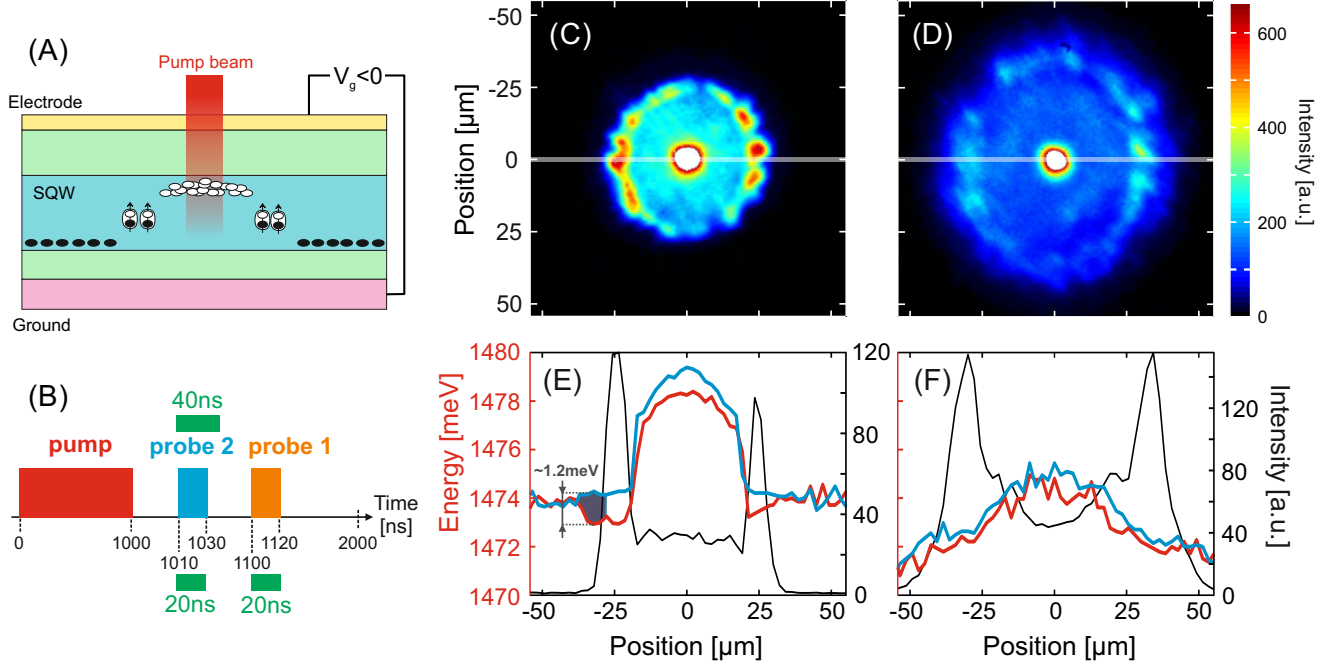 (A)
Pump beam
V_g<0
Electrode
SQW
Ground
(B)
40ns
pump
probe 2
probe 1
Time
[ns]
0
1000
1030
1120
2000
1010
1100
20ns
20ns
(C)
-50
-25
0
25
50
Position [µm]
(D)
600
400
200
0
Intensity [a.u.]
(E)
1480
1478
1476
1474
1472
1470
Energy [meV]
~1.2meV
120
80
40
0
-50
-25
0
25
50
Position [µm]
(F)
120
80
40
0
Intensity [a.u.]
-50
-25
0
25
50
Position [µm]